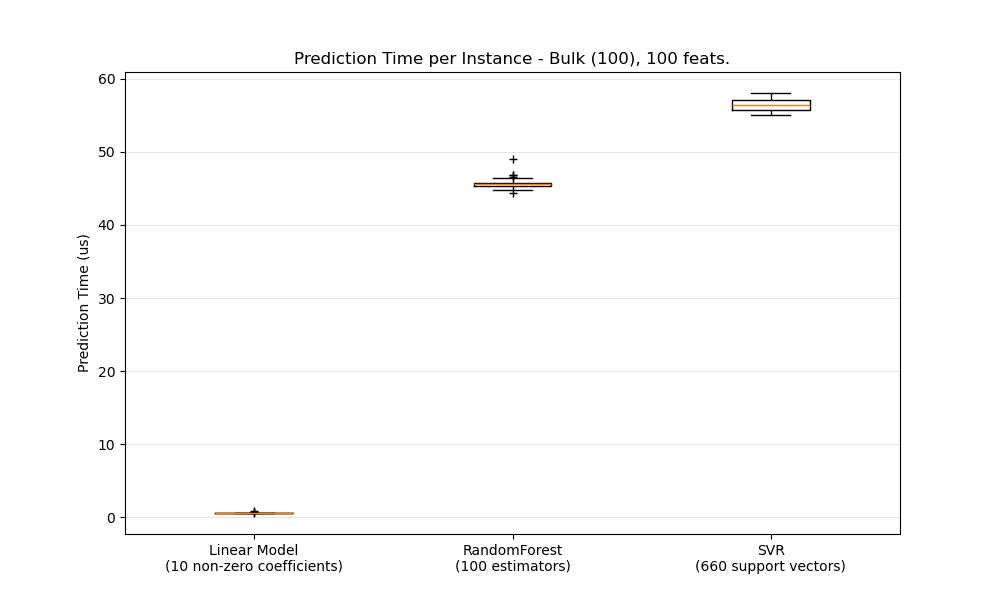 Prediction Time per Instance - Bulk (100), 100 feats.
Prediction Time (us)
60
50
40
30
20
10
0
Linear Model
(10 non-zero coefficients)
RandomForest
(100 estimators)
SVR
(660 support vectors)